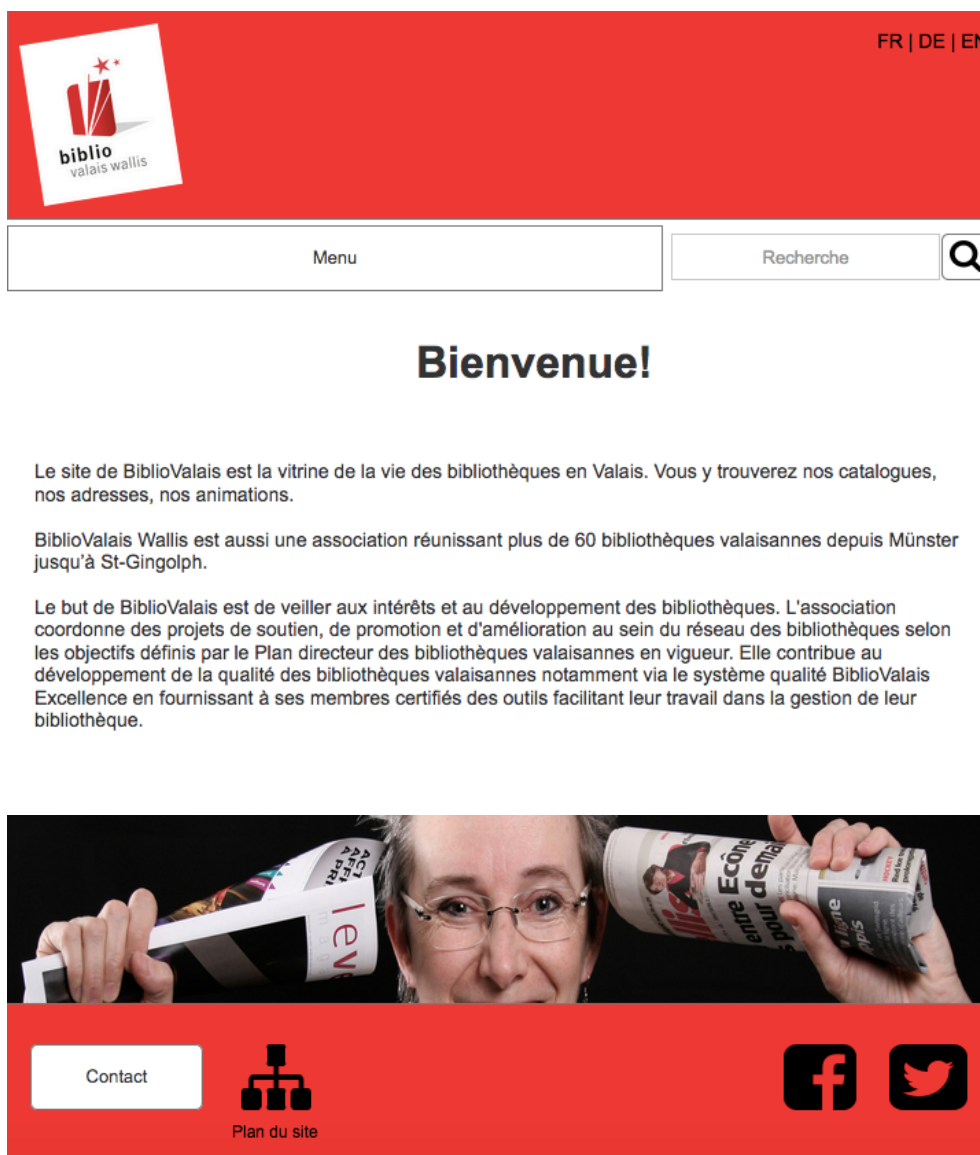 FR | DE | EN
biblio
valais wallis
Menu
Recherche
Bienvenue!
Le site de BiblioValais est la vitrine de la vie des bibliothèques en Valais. Vous y trouverez nos catalogues,
nos adresses, nos animations.
BiblioValais Wallis est aussi une association réunissant plus de 60 bibliothèques valaisannes depuis Münster
jusqu'à St-Gingolph.
Le but de BiblioValais est de veiller aux intérêts et au développement des bibliothèques. L'association
coordonne des projets de soutien, de promotion et d'amélioration au sein du réseau des bibliothèques selon
les objectifs définis par le Plan directeur des bibliothèques valaisannes en vigueur. Elle contribue au
développement de la qualité des bibliothèques valaisannes notamment via le système qualité BiblioValais
Excellence en fournissant à ses membres certifiés des outils facilitant leur travail dans la gestion de leur
bibliothèque.
entre Ecône
pour dema
HOCKEY
Contact
Plan du site